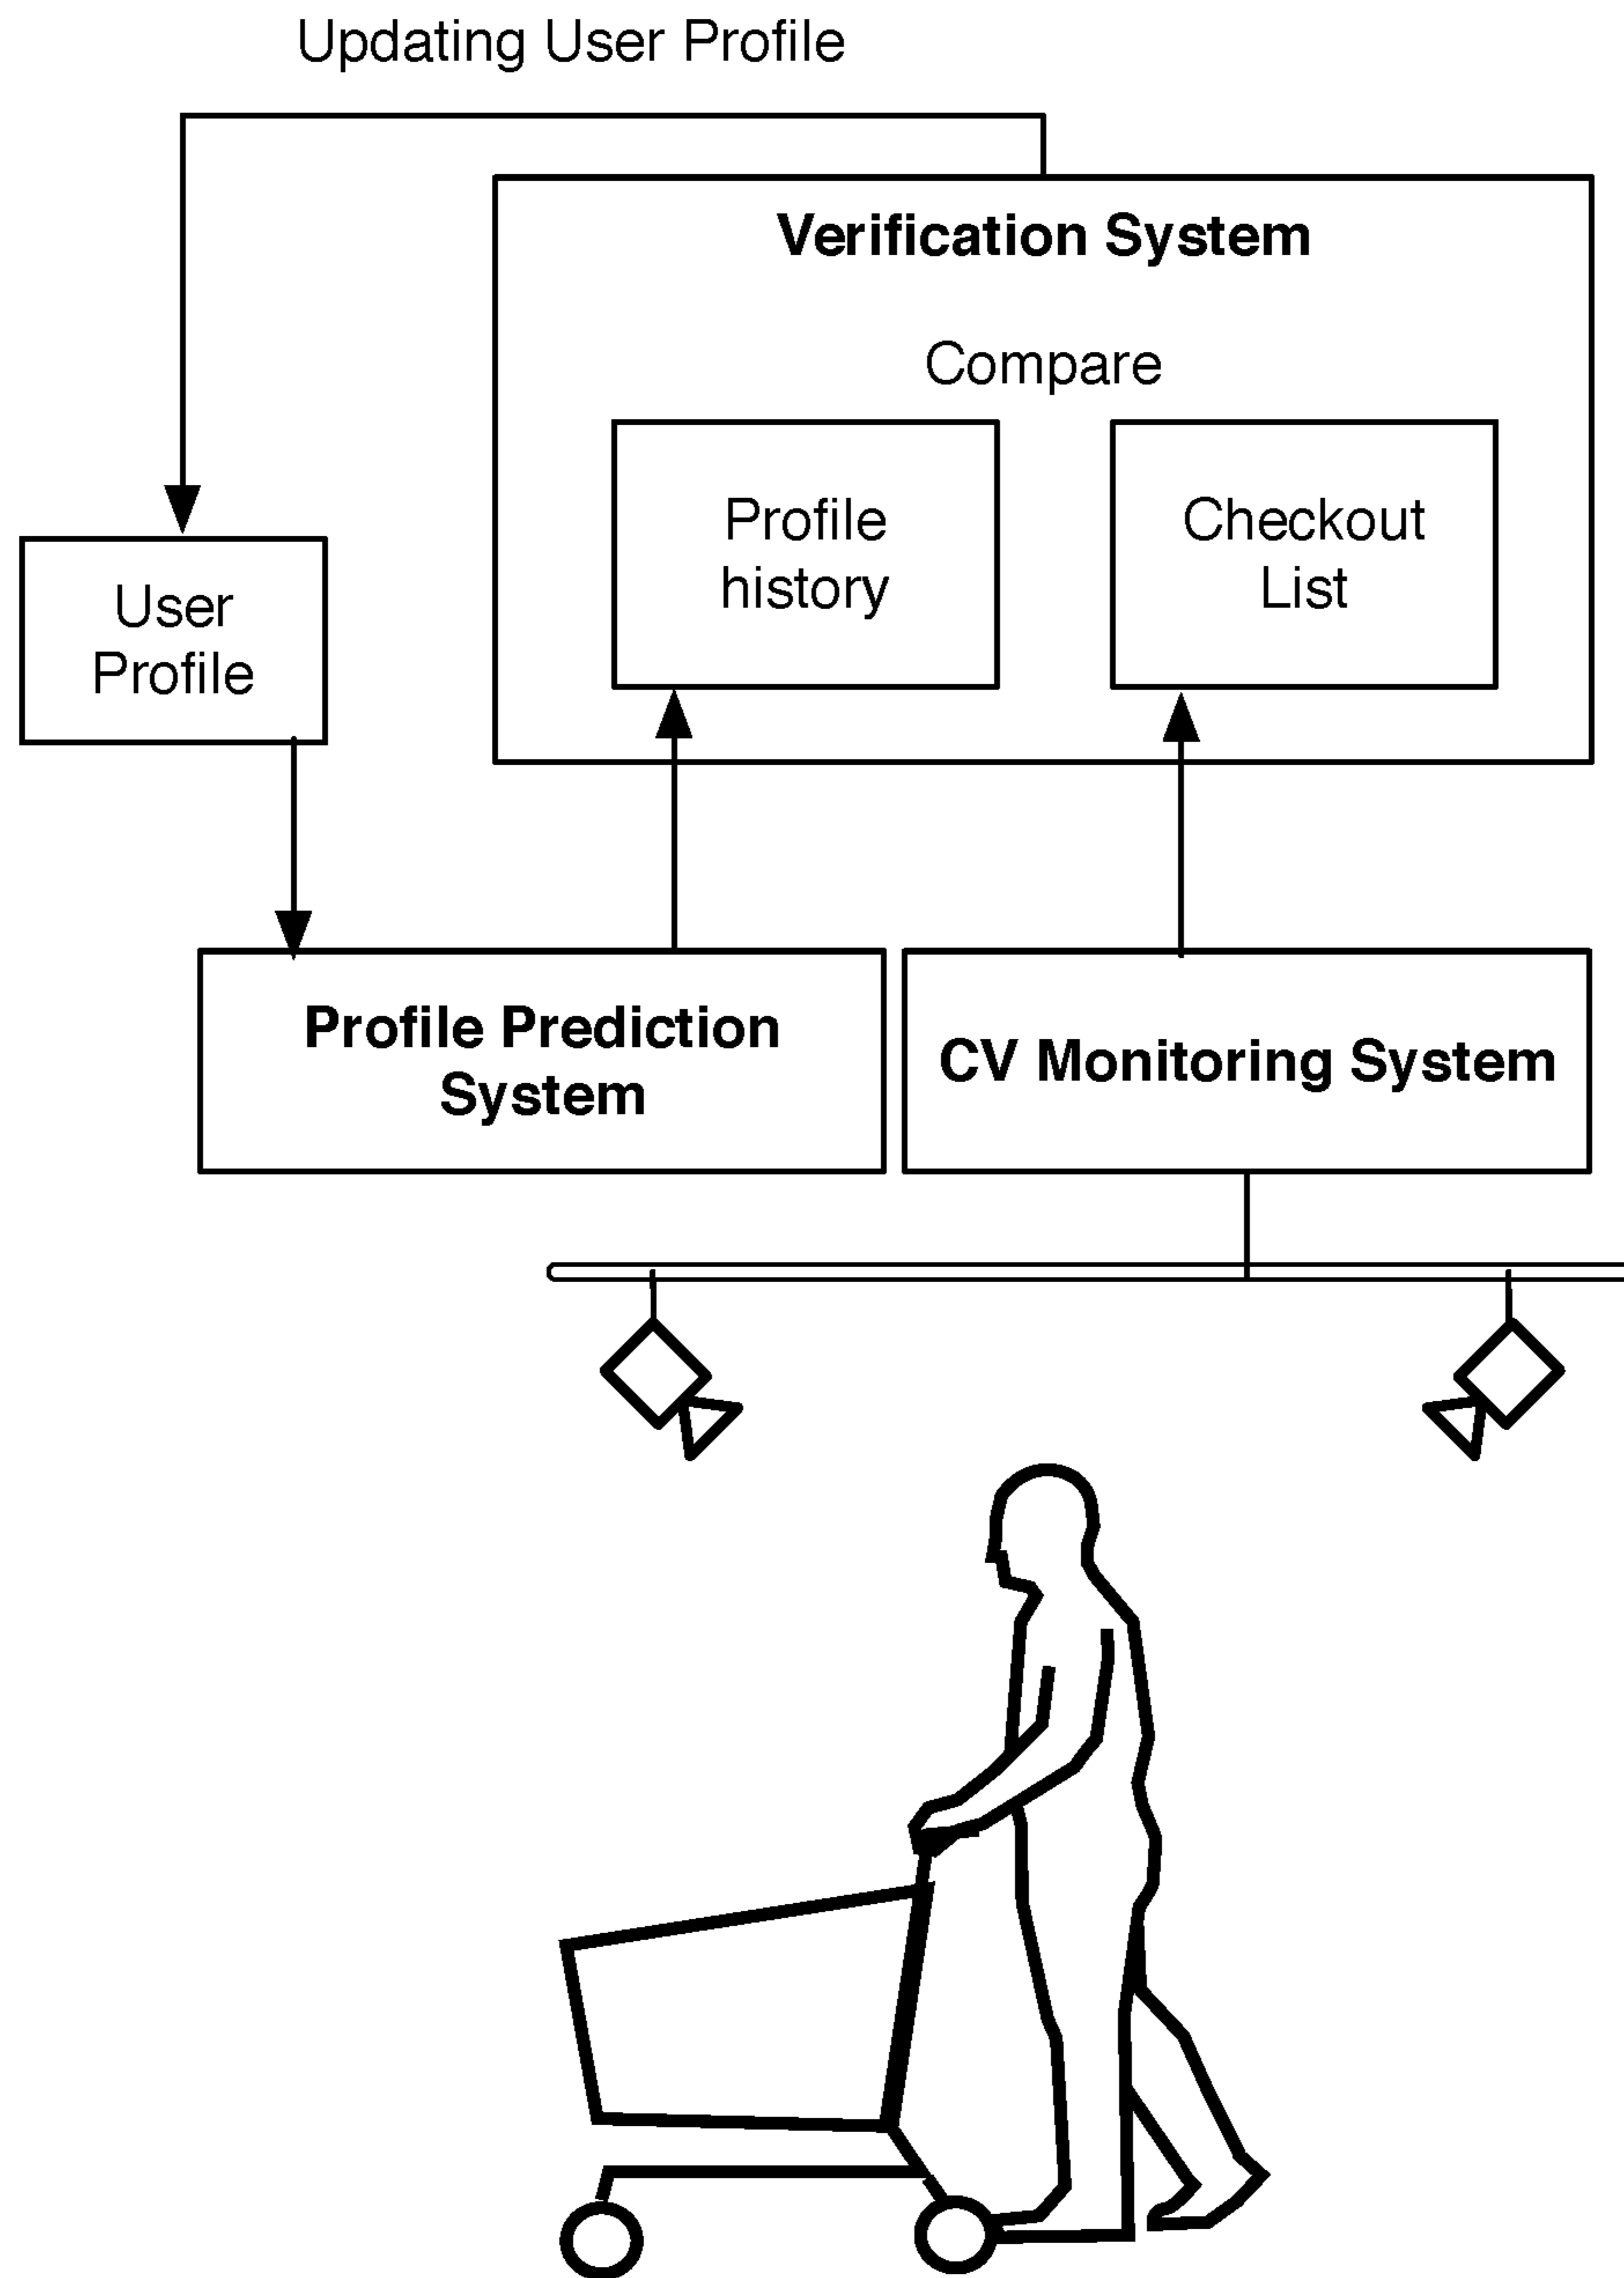 Updating User Profile
Verification System
Compare
Profile
history
Checkout
List
User
Profile
Profile Prediction
System
CV Monitoring System